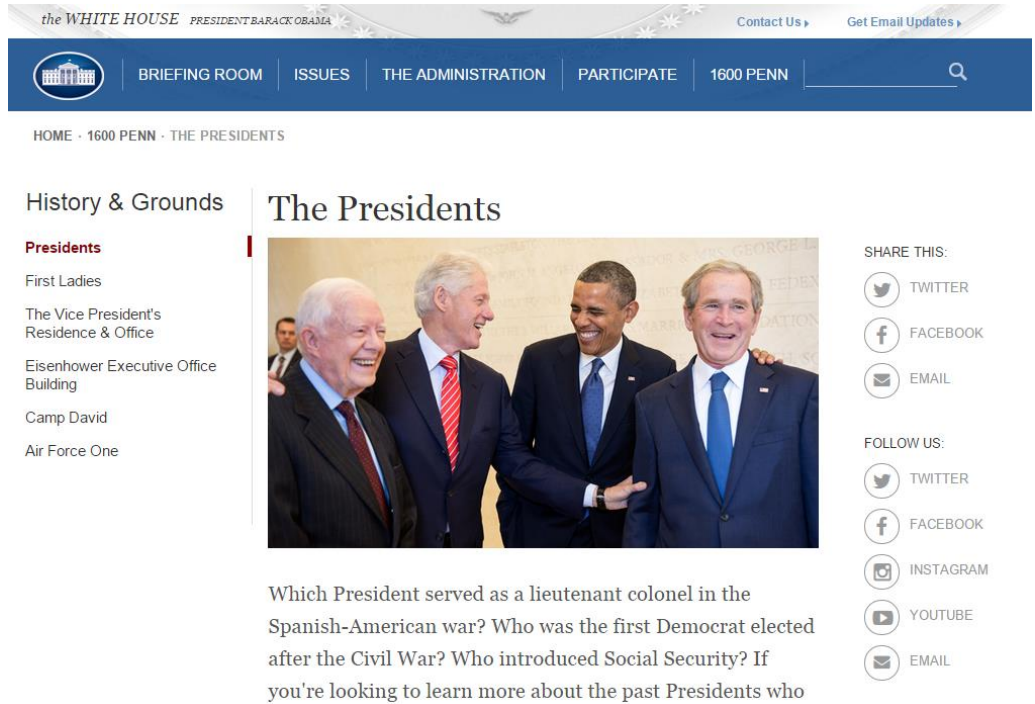 the WHITE HOUSE PRESIDENT BARACK OBAMA
Contact Us
Get Email Updates
BRIEFING ROOM
ISSUES
THE ADMINISTRATION
PARTICIPATE
1600 PENN
HOME · 1600 PENN · THE PRESIDENTS
History & Grounds
Presidents
First Ladies
The Vice President's
Residence & Office
Eisenhower Executive Office
Building
Camp David
Air Force One
The Presidents
Which President served as a lieutenant colonel in the
Spanish-American war? Who was the first Democrat elected
after the Civil War? Who introduced Social Security? If
you're looking to learn more about the past Presidents who
SHARE THIS:
TWITTER
FACEBOOK
EMAIL
FOLLOW US:
TWITTER
FACEBOOK
INSTAGRAM
YOUTUBE
EMAIL